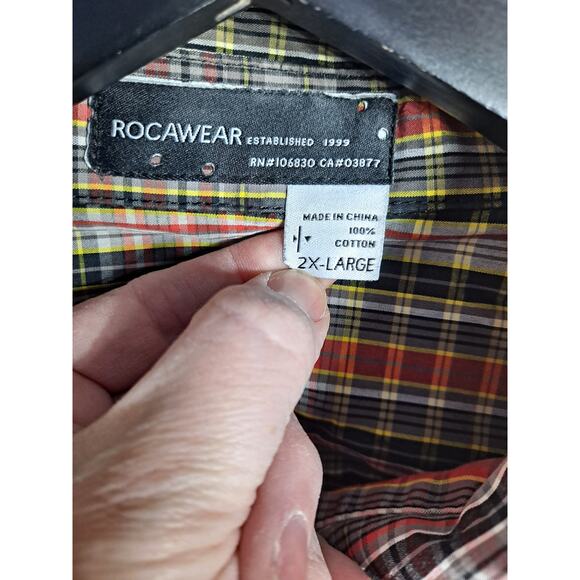 ROCAWEAR ESTABLISHED 1999
RN#106830 CA#03877
MADE IN CHINA
100%
COTTON
2X-LARGE